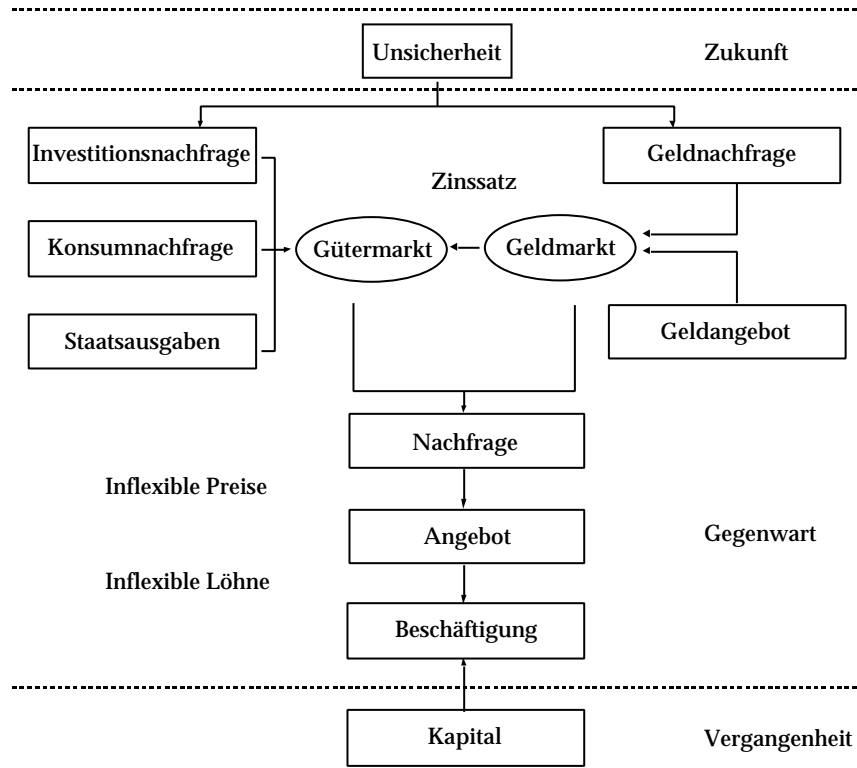 Unsicherheit
Zukunft
Investitionsnachfrage
Geldnachfrage
Zinssatz
Konsumnachfrage
Gütermarkt
Geldmarkt
Staatsausgaben
Geldangebot
Nachfrage
Inflexible Preise
Angebot
Gegenwart
Inflexible Löhne
Beschäftigung
Kapital
Vergangenheit